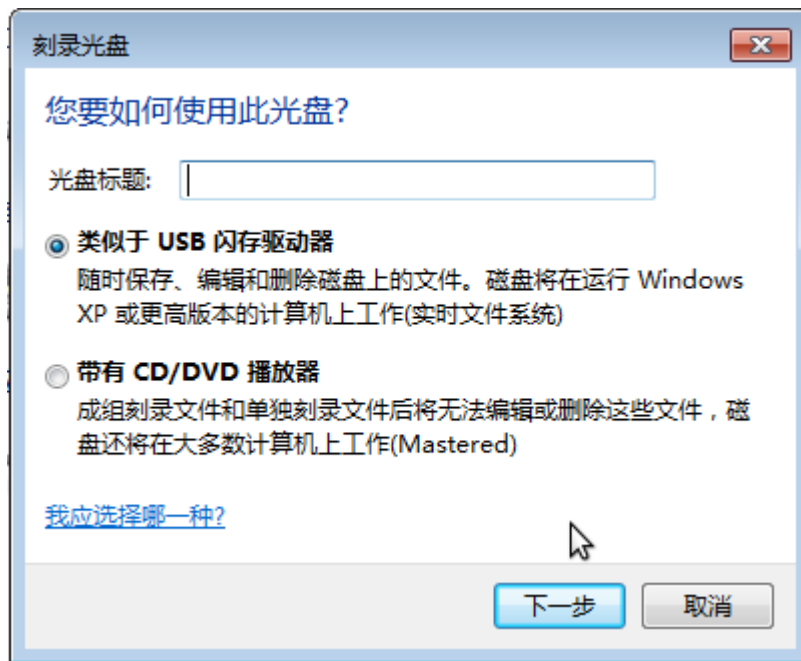 刻录光盘
您要如何使用此光盘?
光盘标题:
类似于 USB 闪存驱动器
随时保存、编辑和删除磁盘上的文件。磁盘将在运行 Windows
XP 或更高版本的计算机上工作(实时文件系统)
带有 CD/DVD 播放器
成组刻录文件和单独刻录文件后将无法编辑或删除这些文件，磁
盘还将在大多数计算机上工作(Mastered)
我应选择哪一种?
下一步
取消